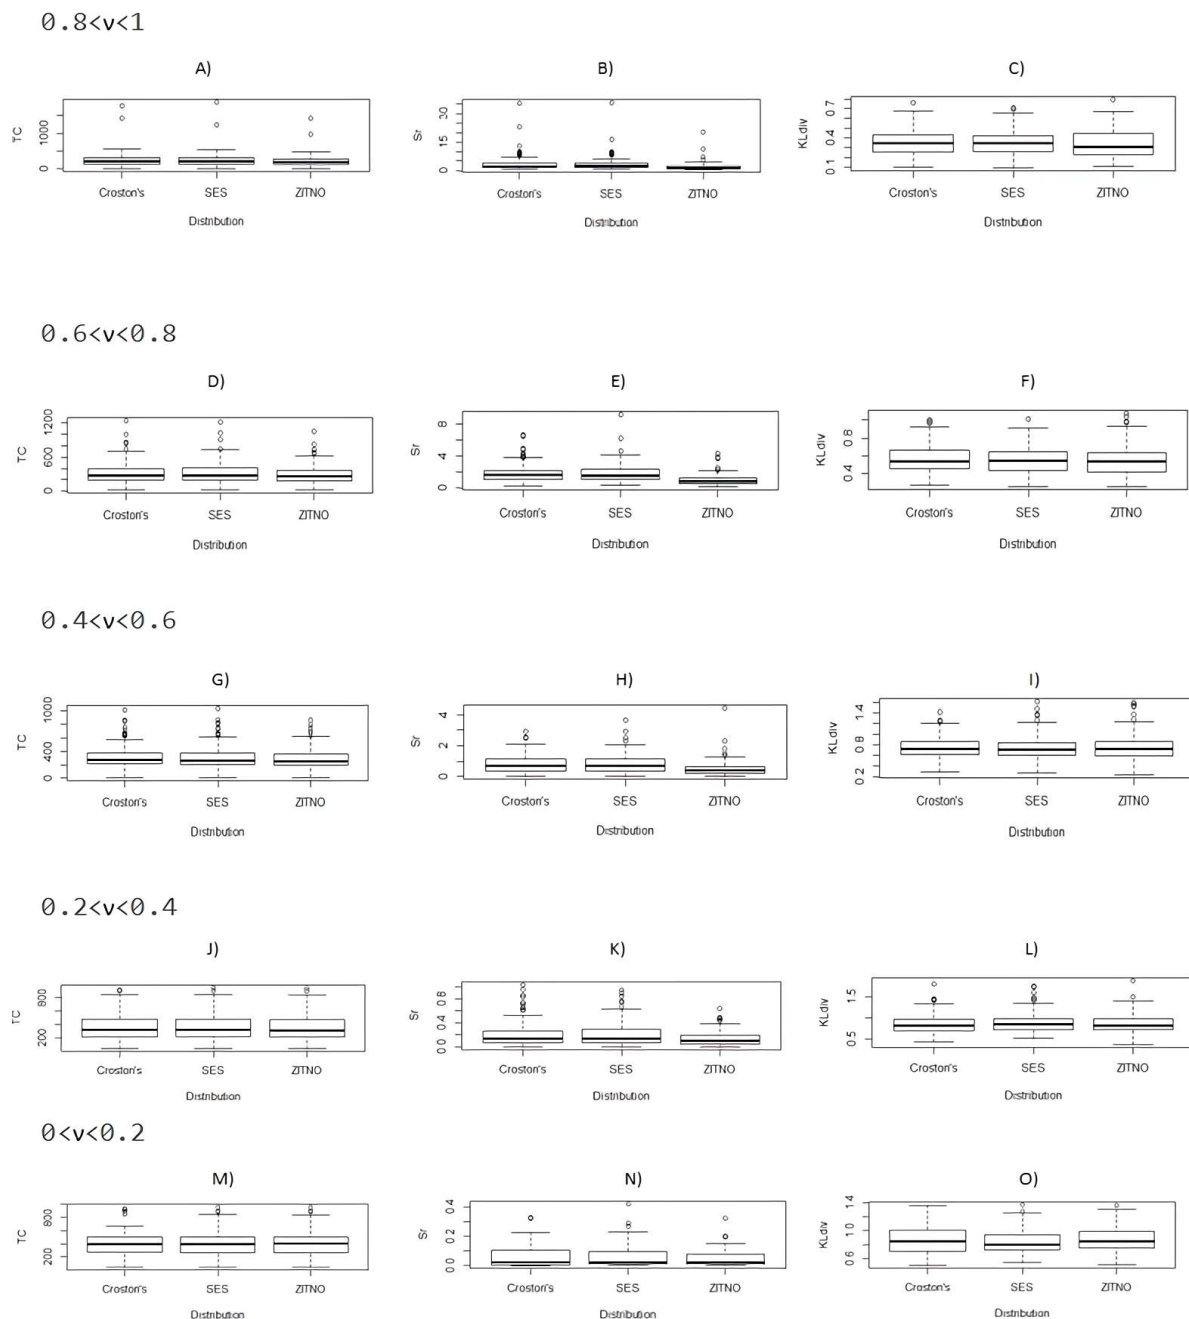 0.8<ν<1
A) B) C)
TC 0 1000
Croston's SES ZITNO
Distribution
Sr 0 15 30
Croston's SES ZITNO
Distribution
KLdiv 0.1 0.4 0.7
Croston's SES ZITNO
Distribution
0.6<ν<0.8
D) E) F)
TC 0 600 1200
Croston's SES ZITNO
Distribution
Sr 0 4 8
Croston's SES ZITNO
Distribution
KLdiv 0.4 0.8
Croston's SES ZITNO
Distribution
0.4<ν<0.6
G) H) I)
TC 0 400 1000
Croston's SES ZITNO
Distribution
Sr 0 2 4
Croston's SES ZITNO
Distribution
KLdiv 0.2 0.8 1.4
Croston's SES ZITNO
Distribution
0.2<ν<0.4
J) K) L)
TC 200 800
Croston's SES ZITNO
Distribution
Sr 0.0 0.4 0.8
Croston's SES ZITNO
Distribution
KLdiv 0.5 1.5
Croston's SES ZITNO
Distribution
0<ν<0.2
M) N) O)
TC 200 800
Croston's SES ZITNO
Distribution
Sr 0.0 0.2 0.4
Croston's SES ZITNO
Distribution
KLdiv 0.6 1.0 1.4
Croston's SES ZITNO
Distribution